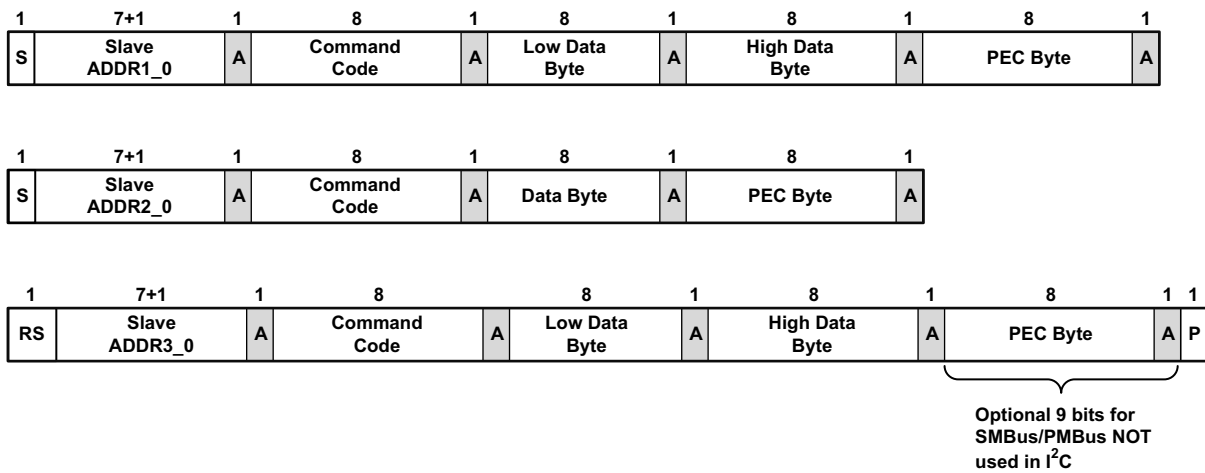 1 7+1 1 8 1 8 1 8 1 8 1
S Slave ADDR1_0 A Command Code A Low Data Byte A High Data Byte A PEC Byte A
1 7+1 1 8 1 8 1 8 1
S Slave ADDR2_0 A Command Code A Data Byte A PEC Byte A
1 7+1 1 8 8 1 8 1 8 1 1
RS Slave ADDR3_0 A Command Code A Low Data Byte A High Data Byte A PEC Byte A P
Optional 9 bits for
SMBus/PMBus NOT
used in I²C